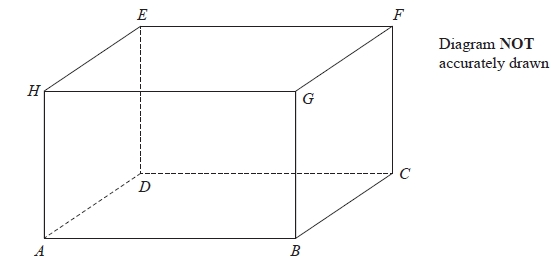 E F
Diagram NOT
accurately drawn
H G
D C
A B